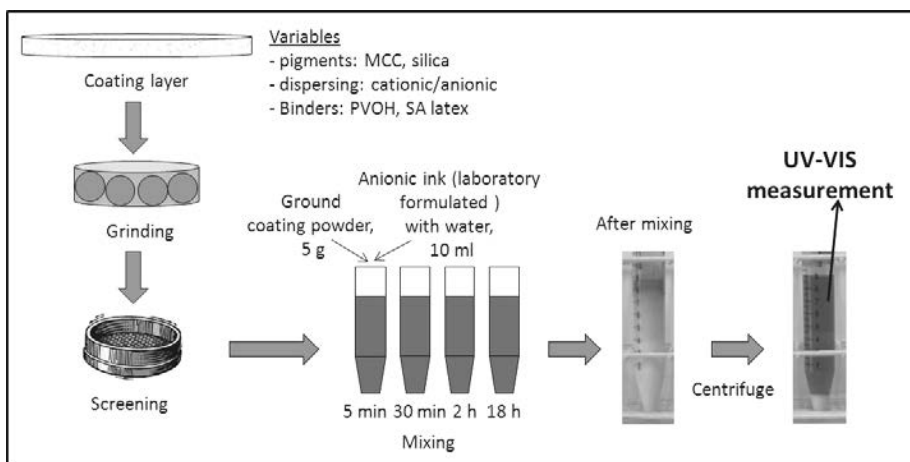 Variables
- pigments: MCC, silica
- dispersing: cationic/anionic
- Binders: PVOH, SA latex
Coating layer
Grinding
Screening
Ground
coating powder,
5 g
Anionic ink (laboratory
formulated )
with water,
10 ml
5 min 30 min 2 h 18 h
Mixing
After mixing
Centrifuge
UV-VIS
measurement